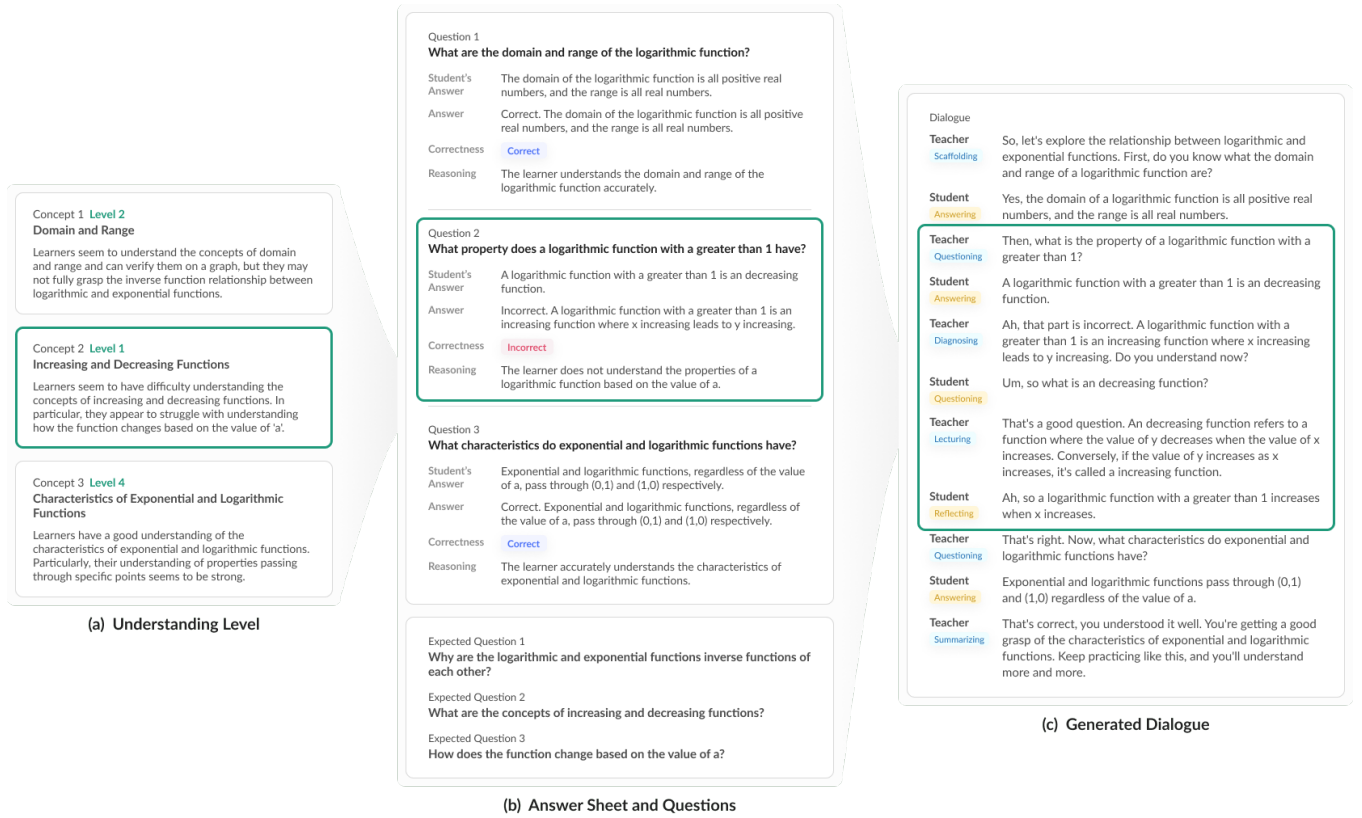 Concept 1 Level 2
Domain and Range
Learners seem to understand the concepts of domain
and range and can verify them on a graph, but they may
not fully grasp the inverse function relationship between
logarithmic and exponential functions.
Concept 2 Level 1
Increasing and Decreasing Functions
Learners seem to have difficulty understanding the
concepts of increasing and decreasing functions. In
particular, they appear to struggle with understanding
how the function changes based on the value of 'a'.
Concept 3 Level 4
Characteristics of Exponential and Logarithmic
Functions
Learners have a good understanding of the
characteristics of exponential and logarithmic functions.
Particularly, their understanding of properties passing
through specific points seems to be strong.
(a) Understanding Level
Question 1
What are the domain and range of the logarithmic function?
Student's
Answer
The domain of the logarithmic function is all positive real
numbers, and the range is all real numbers.
Answer
Correct. The domain of the logarithmic function is all positive
real numbers, and the range is all real numbers.
Correctness
Correct
Reasoning
The learner understands the domain and range of the
logarithmic function accurately.
Question 2
What property does a logarithmic function with a greater than 1 have?
Student's
Answer
A logarithmic function with a greater than 1 is an decreasing
function.
Answer
Incorrect. A logarithmic function with a greater than 1 is an
increasing function where x increasing leads to y increasing.
Correctness
Incorrect
Reasoning
The learner does not understand the properties of a
logarithmic function based on the value of a.
Question 3
What characteristics do exponential and logarithmic functions have?
Student's
Answer
Exponential and logarithmic functions, regardless of the value
of a, pass through (0,1) and (1,0) respectively.
Answer
Correct. Exponential and logarithmic functions, regardless of
the value of a, pass through (0,1) and (1,0) respectively.
Correctness
Correct
Reasoning
The learner accurately understands the characteristics of
exponential and logarithmic functions.
Expected Question 1
Why are the logarithmic and exponential functions inverse functions of
each other?
Expected Question 2
What are the concepts of increasing and decreasing functions?
Expected Question 3
How does the function change based on the value of a?
(b) Answer Sheet and Questions
Dialogue
Teacher
Scaffolding
So, let's explore the relationship between logarithmic and
exponential functions. First, do you know what the domain
and range of a logarithmic function are?
Student
Answering
Yes, the domain of a logarithmic function is all positive real
numbers, and the range is all real numbers.
Teacher
Questioning
Then, what is the property of a logarithmic function with a
greater than 1?
Student
Answering
A logarithmic function with a greater than 1 is an decreasing
function.
Teacher
Diagnosing
Ah, that part is incorrect. A logarithmic function with a
greater than 1 is an increasing function where x increasing
leads to y increasing. Do you understand now?
Student
Questioning
Um, so what is an decreasing function?
Teacher
Lecturing
That's a good question. An decreasing function refers to a
function where the value of y decreases when the value of x
increases. Conversely, if the value of y increases as x
increases, it's called a increasing function.
Student
Reflecting
Ah, so a logarithmic function with a greater than 1 increases
when x increases.
Teacher
Questioning
That's right. Now, what characteristics do exponential and
logarithmic functions have?
Student
Answering
Exponential and logarithmic functions pass through (0,1)
and (1,0) regardless of the value of a.
Teacher
Summarizing
That's correct, you understood it well. You're getting a good
grasp of the characteristics of exponential and logarithmic
functions. Keep practicing like this, and you'll understand
more and more.
(c) Generated Dialogue